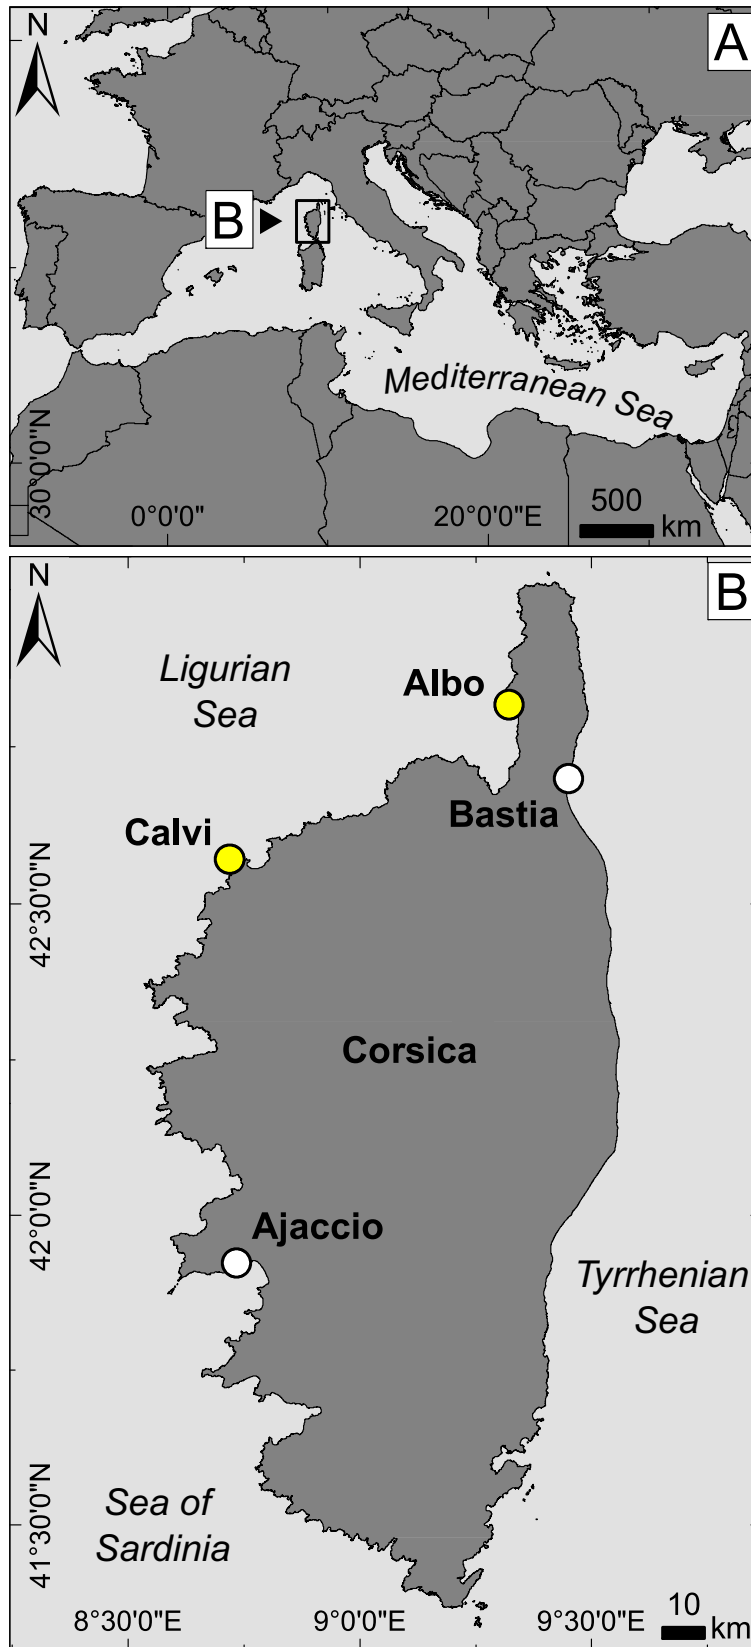 N
A
B
Mediterranean Sea
30°0'0"N
0°0'0"
20°0'0"E
500
km
N
B
Ligurian
Sea
Albo
Bastia
Calvi
42°30'0"N
Corsica
42°0'0"N
Ajaccio
Tyrrhenian
Sea
Sea of
Sardinia
41°30'0"N
8°30'0"E
9°0'0"E
9°30'0"E
10
km